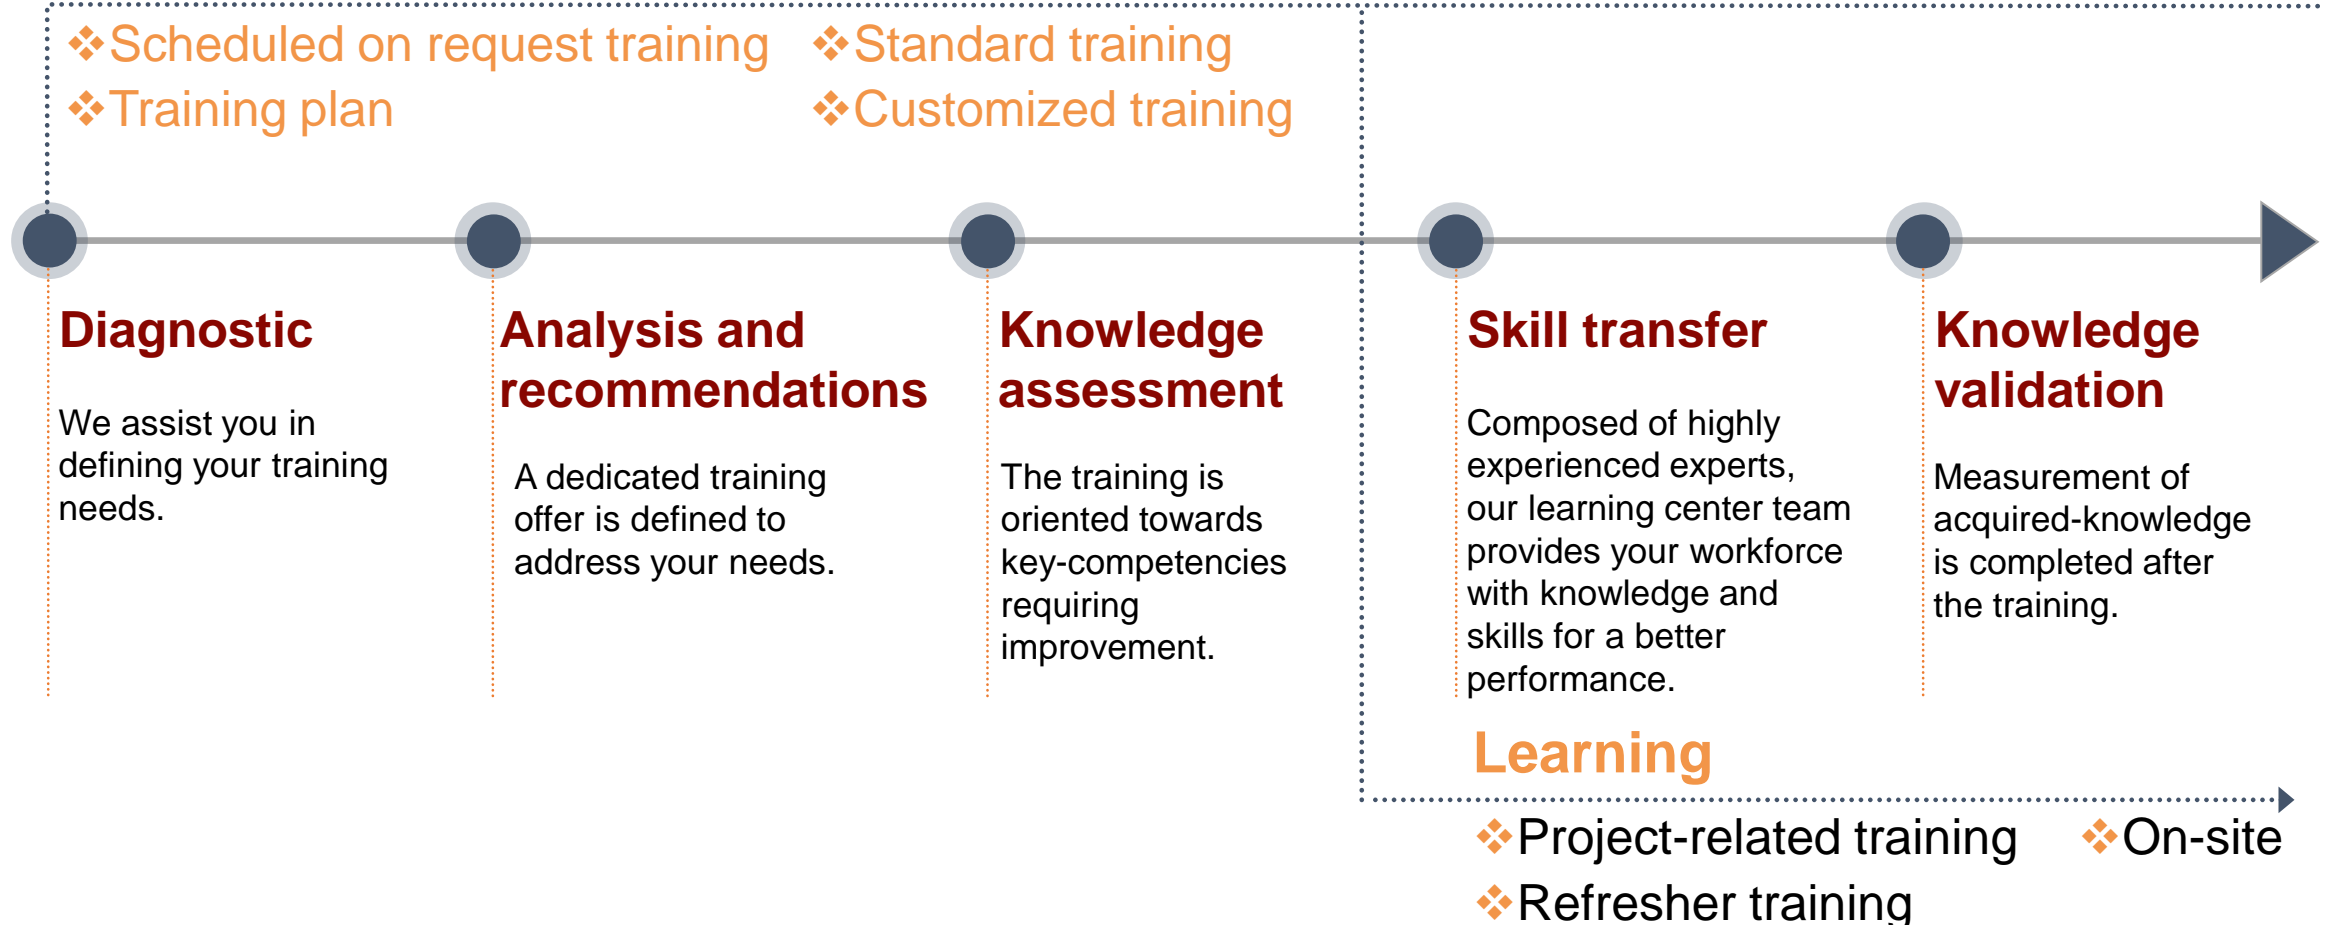 ❖Scheduled on request training
❖Training plan
❖Standard training
❖Customized training
Diagnostic
We assist you in
defining your training
needs.
Analysis and
recommendations
A dedicated training
offer is defined to
address your needs.
Knowledge
assessment
The training is
oriented towards
key-competencies
requiring
improvement.
Skill transfer
Composed of highly
experienced experts,
our learning center team
provides your workforce
with knowledge and
skills for a better
performance.
Knowledge
validation
Measurement of
acquired-knowledge
is completed after
the training.
Learning
❖Project-related training
❖Refresher training
❖On-site